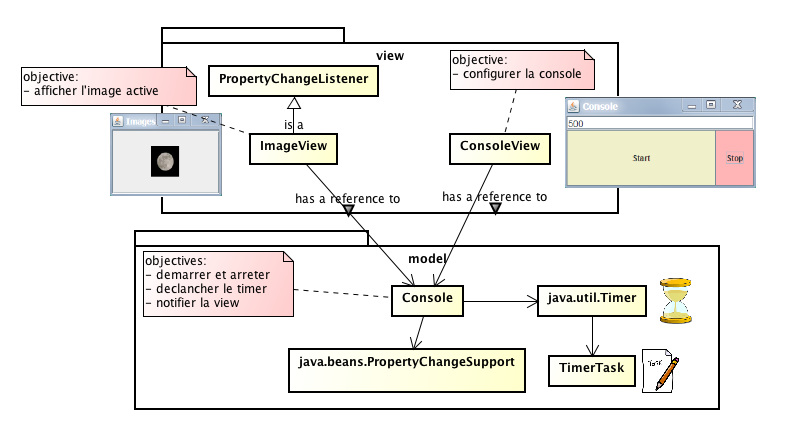 view
objective:
- afficher l'image active
PropertyChangeListener
objective:
- configurer la console
Images
Console
500
Start
Stop
is a
ImageView
ConsoleView
has a reference to
has a reference to
model
objectives:
- demarrer et arreter
- declancher le timer
- notifier la view
Console
java.util.Timer
java.beans.PropertyChangeSupport
TimerTask